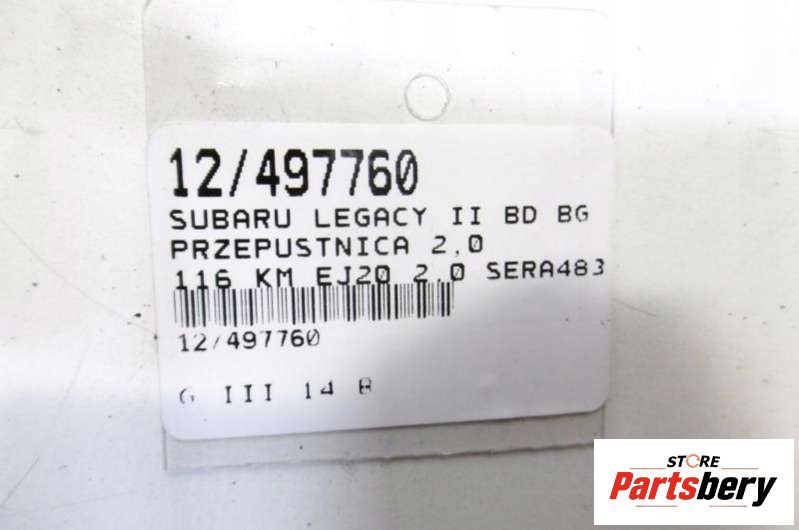 12/497760
SUBARU LEGACY II BD BG
PRZEPUSTNICA 2,0
116 KM EJ20 2.0 SERA483
12/497760
G III 14 B
STORE
Partsbery